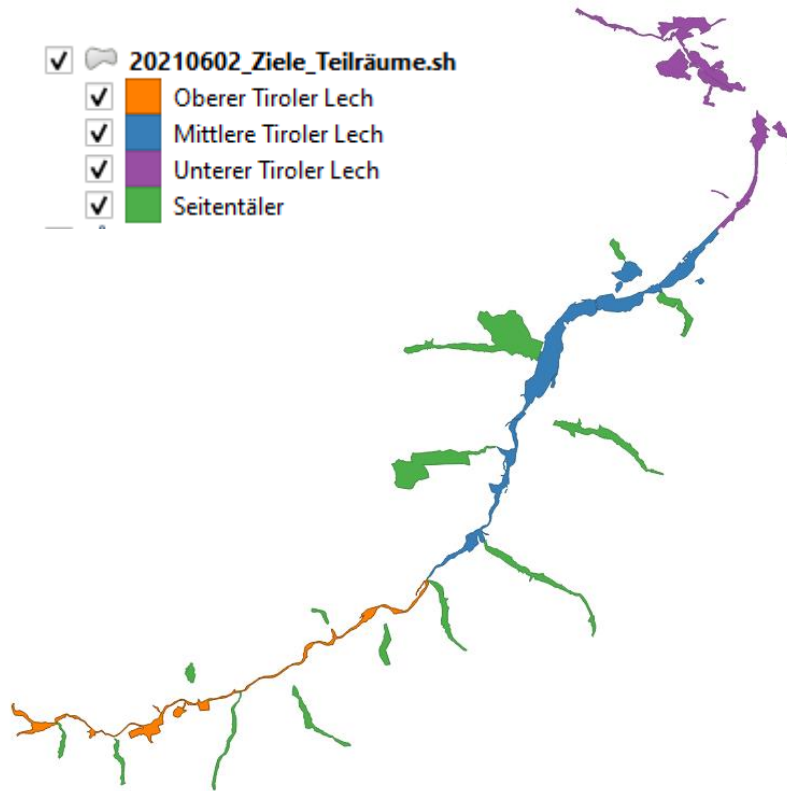 20210602_Ziele_Teilräume.sh
Oberer Tiroler Lech
Mittlere Tiroler Lech
Unterer Tiroler Lech
Seitentäler